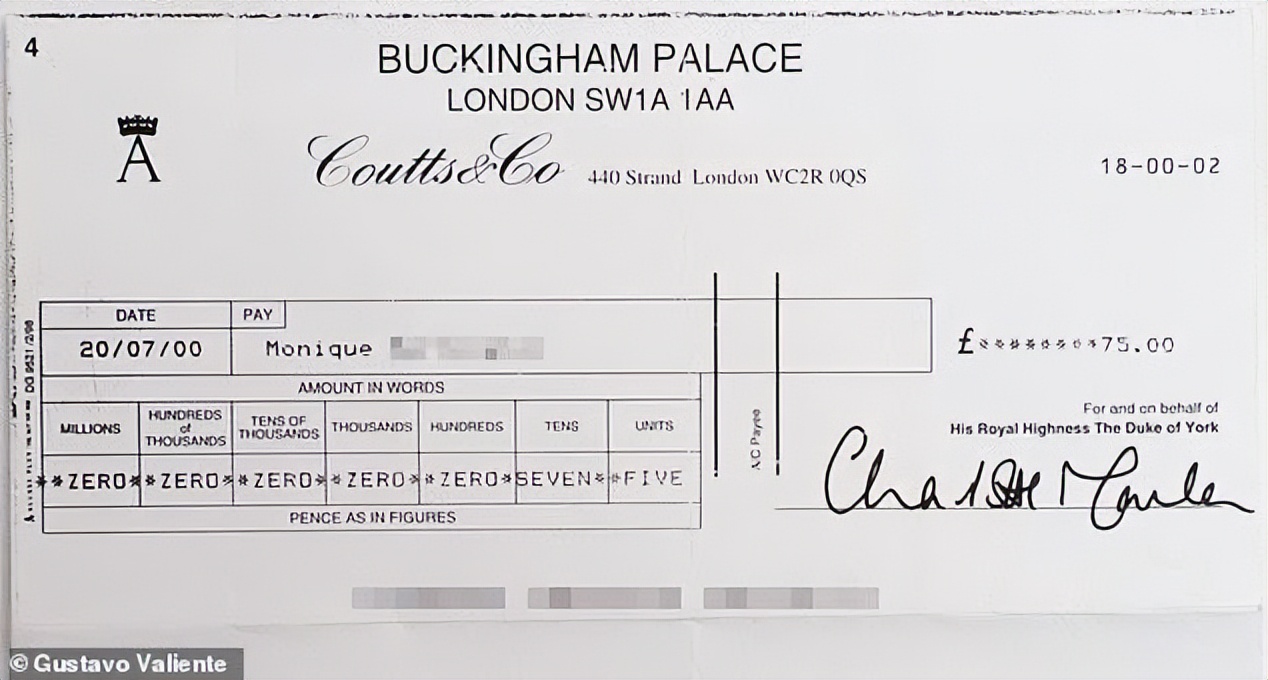 4
BUCKINGHAM PALACE
LONDON SW1A 1AA
A
Coutts&Co 440 Strand London WC2R 0QS
18-00-02
DATE PAY
20/07/00 Monique
£********75.00
AMOUNT IN WORDS
MILLIONS HUNDREDS of THOUSANDS TENS OF THOUSANDS THOUSANDS HUNDREDS TENS UNITS
**ZERO**ZERO**ZERO**ZERO**ZERO*SEVEN**FIVE
PENCE AS IN FIGURES
A/C Payee
For and on behalf of
His Royal Highness The Duke of York
© Gustavo Valiente